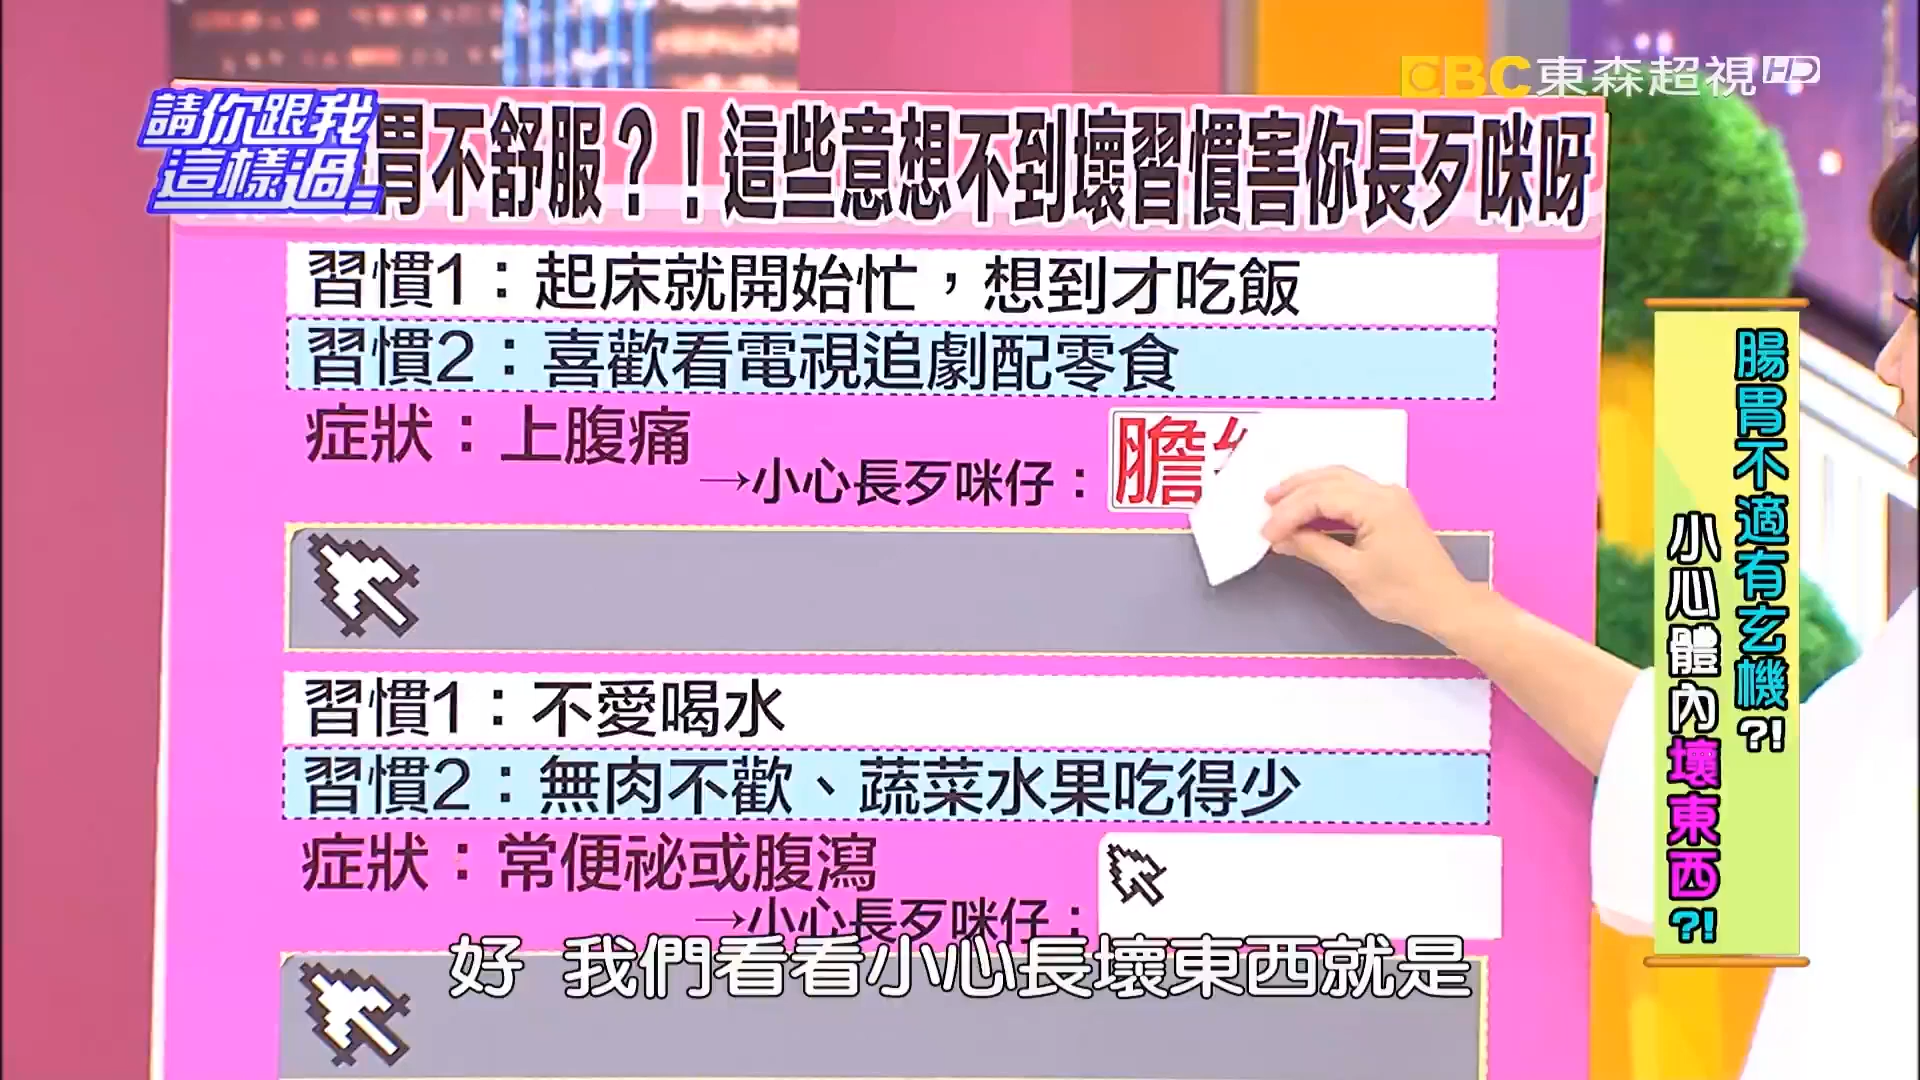 EBC東森超視HD
請你跟我
這樣過
胃不舒服？！這些意想不到壞習慣害你長歹咪呀
習慣1：起床就開始忙，想到才吃飯
習慣2：喜歡看電視追劇配零食
症狀：上腹痛
→小心長歹咪仔：
膽
習慣1：不愛喝水
習慣2：無肉不歡、蔬菜水果吃得少
症狀：常便祕或腹瀉
→小心長歹咪仔：
腸胃不適有玄機?!
小心體內壞東西?!
好 我們看看小心長壞東西就是